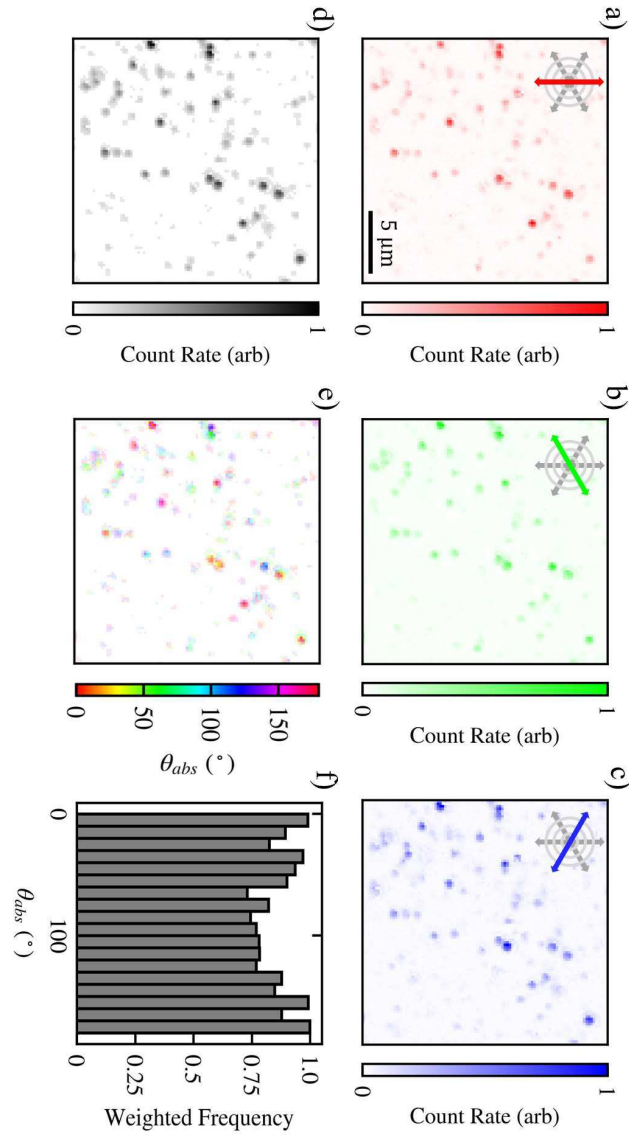 a)
5 μm
0
1
Count Rate (arb)
b)
0
1
Count Rate (arb)
c)
0
1
Count Rate (arb)
d)
0
1
Count Rate (arb)
e)
0
50
100
150
θabs (°)
f)
0
100
θabs (°)
0
0.25
0.50
0.75
1.0
Weighted Frequency